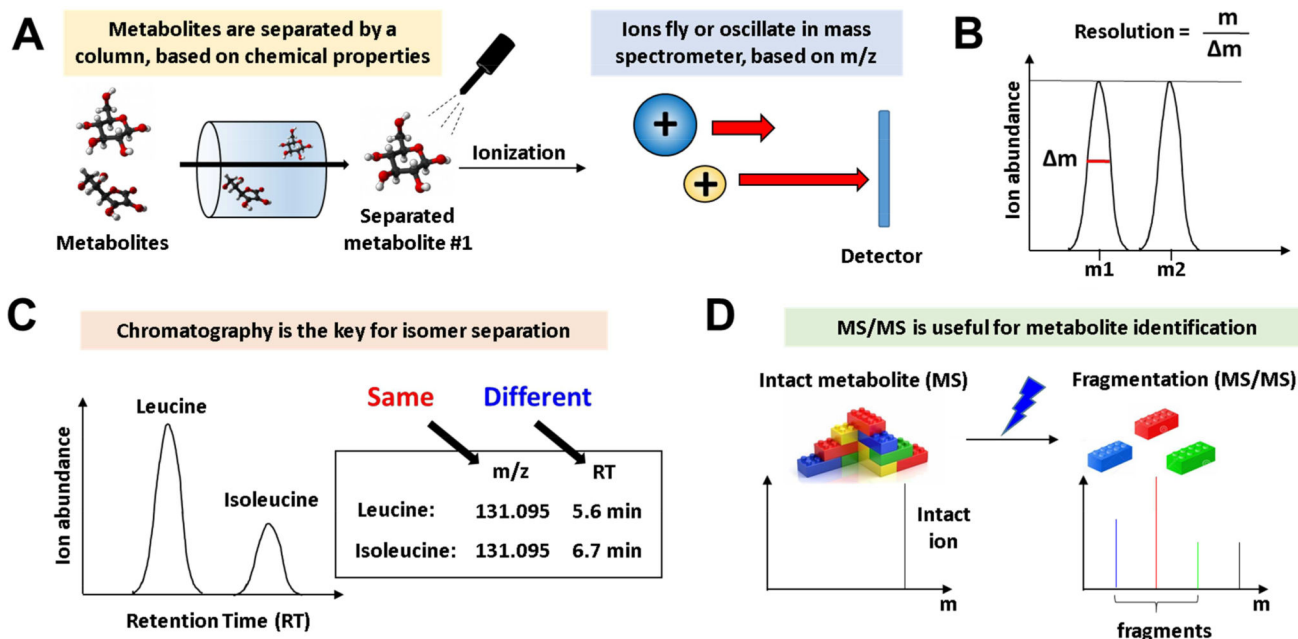 A
Metabolites are separated by a
column, based on chemical properties
Metabolites
Separated
metabolite #1
Ionization
Ions fly or oscillate in mass
spectrometer, based on m/z
+
+
Detector
B
Resolution = m
Δm
Ion abundance
Δm
m1 m2
C
Chromatography is the key for isomer separation
Ion abundance
Leucine
Isoleucine
Retention Time (RT)
Same Different
m/z RT
Leucine: 131.095 5.6 min
Isoleucine: 131.095 6.7 min
D
MS/MS is useful for metabolite identification
Intact metabolite (MS)
Intact
ion
m
Fragmentation (MS/MS)
m
fragments